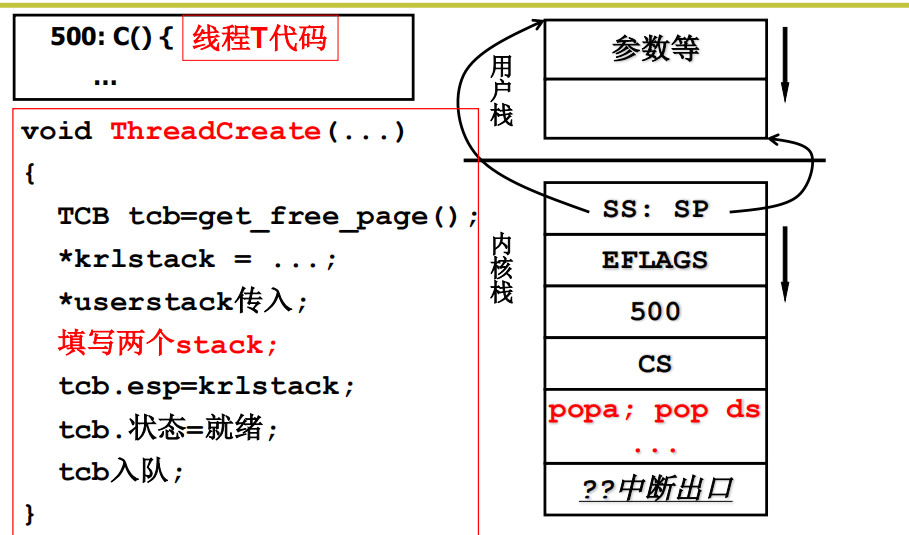 500: C() { 线程T代码
...
void ThreadCreate(...)
{
TCB tcb=get_free_page();
*krlstack = ...;
*userstack传入;
填写两个stack;
tcb.esp=krlstack;
tcb.状态=就绪;
tcb入队;
}
用户栈
参数等
内核栈
SS: SP
EFLAGS
500
CS
popa; pop ds
...
??中断出口